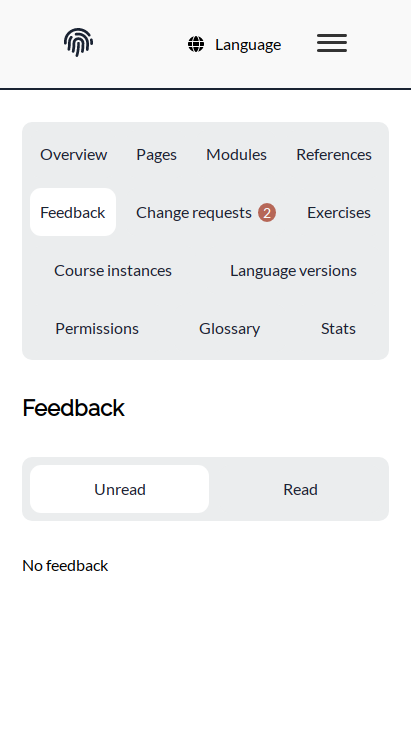 Language
Overview Pages Modules References
Feedback Change requests 2 Exercises
Course instances Language versions
Permissions Glossary Stats
Feedback
Unread Read
No feedback